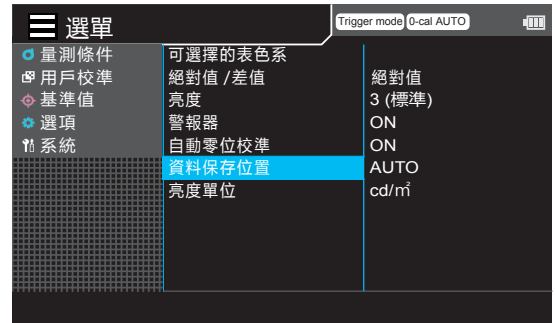 選單
Trigger mode 0-cal AUTO
量測條件
用戶校準
基準值
選項
系統
可選擇的表色系
絕對值 /差值 絕對值
亮度 3 (標準)
警報器 ON
自動零位校準 ON
資料保存位置 AUTO
亮度單位 cd/㎡